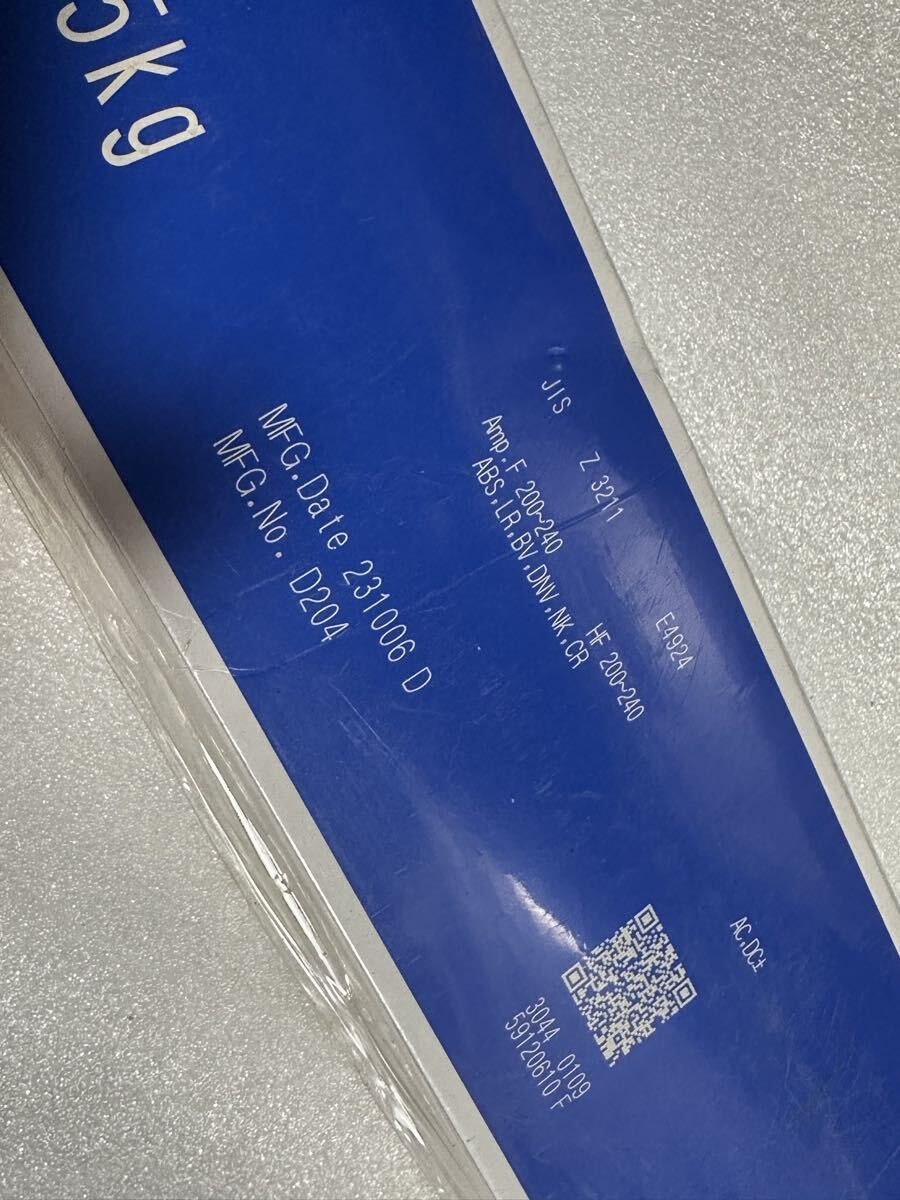 5kg
JIS Z 3211 E4924
Amp. F 200~240 HF 200~240
ABS,LR,BV,DNV,NK,CR
MFG.Date 231006 D
MFG.No. D204
AC.DC±
3044 0109
59120610 F